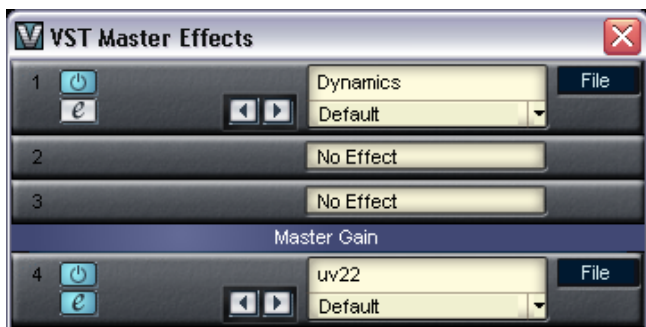 VST Master Effects
1 Dynamics File
e Default
2 No Effect
3 No Effect
Master Gain
4 uv22 File
e Default